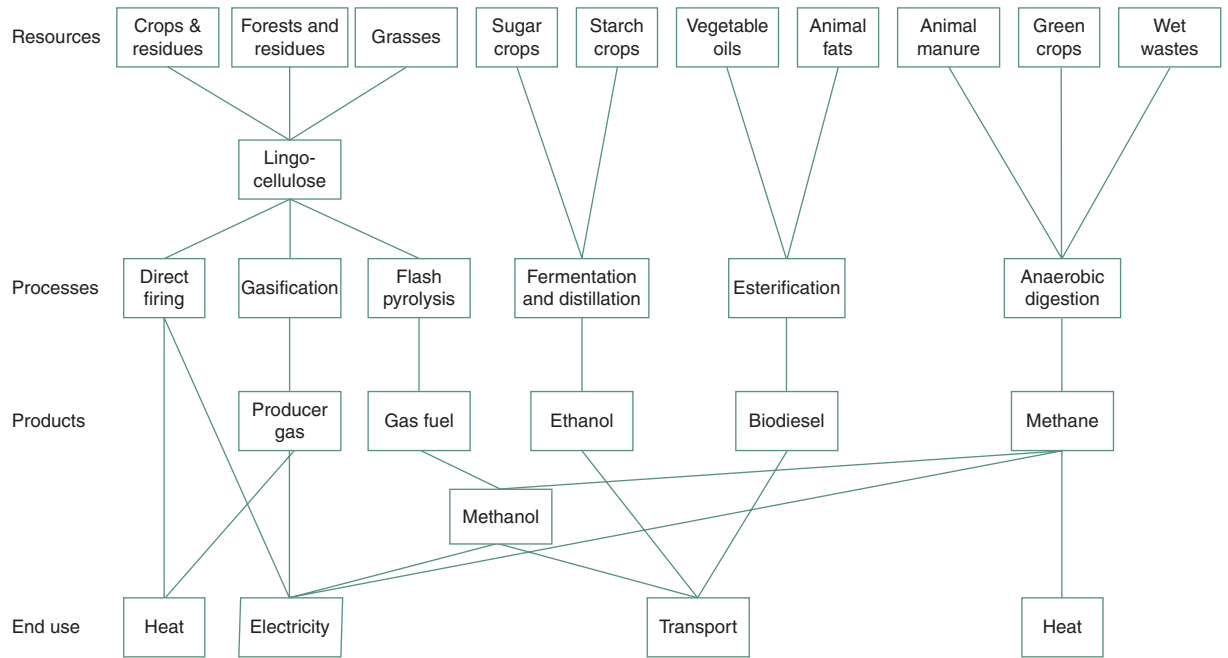 Resources
Crops &
residues
Forests and
residues
Grasses
Sugar
crops
Starch
crops
Vegetable
oils
Animal
fats
Animal
manure
Green
crops
Wet
wastes
Lingo-
cellulose
Processes
Direct
firing
Gasification
Flash
pyrolysis
Fermentation
and distillation
Esterification
Anaerobic
digestion
Products
Producer
gas
Gas fuel
Ethanol
Biodiesel
Methane
Methanol
End use
Heat
Electricity
Transport
Heat